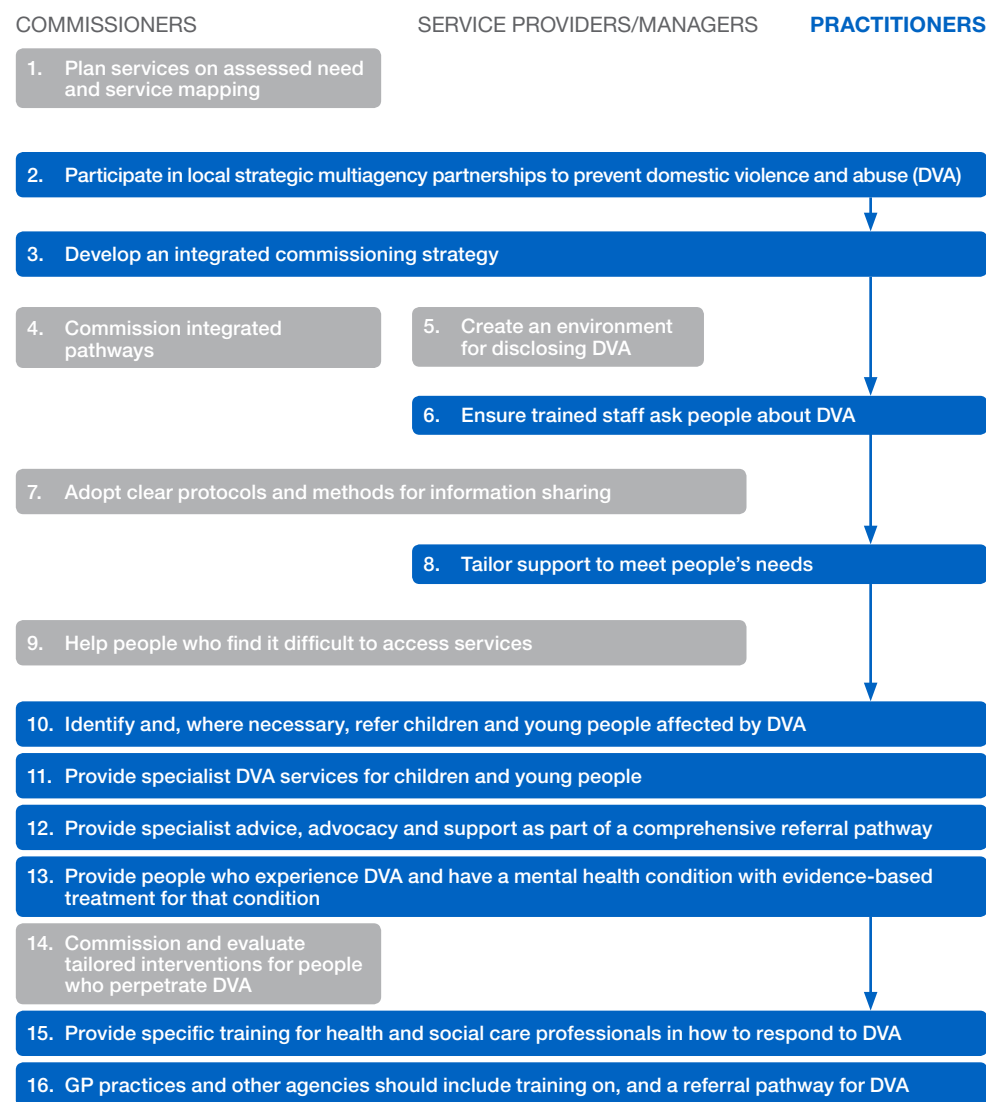 COMMISSIONERS SERVICE PROVIDERS/MANAGERS PRACTITIONERS
1. Plan services on assessed need
and service mapping
2. Participate in local strategic multiagency partnerships to prevent domestic violence and abuse (DVA)
3. Develop an integrated commissioning strategy
4. Commission integrated
pathways
5. Create an environment
for disclosing DVA
6. Ensure trained staff ask people about DVA
7. Adopt clear protocols and methods for information sharing
8. Tailor support to meet people’s needs
9. Help people who find it difficult to access services
10. Identify and, where necessary, refer children and young people affected by DVA
11. Provide specialist DVA services for children and young people
12. Provide specialist advice, advocacy and support as part of a comprehensive referral pathway
13. Provide people who experience DVA and have a mental health condition with evidence-based
treatment for that condition
14. Commission and evaluate
tailored interventions for people
who perpetrate DVA
15. Provide specific training for health and social care professionals in how to respond to DVA
16. GP practices and other agencies should include training on, and a referral pathway for DVA